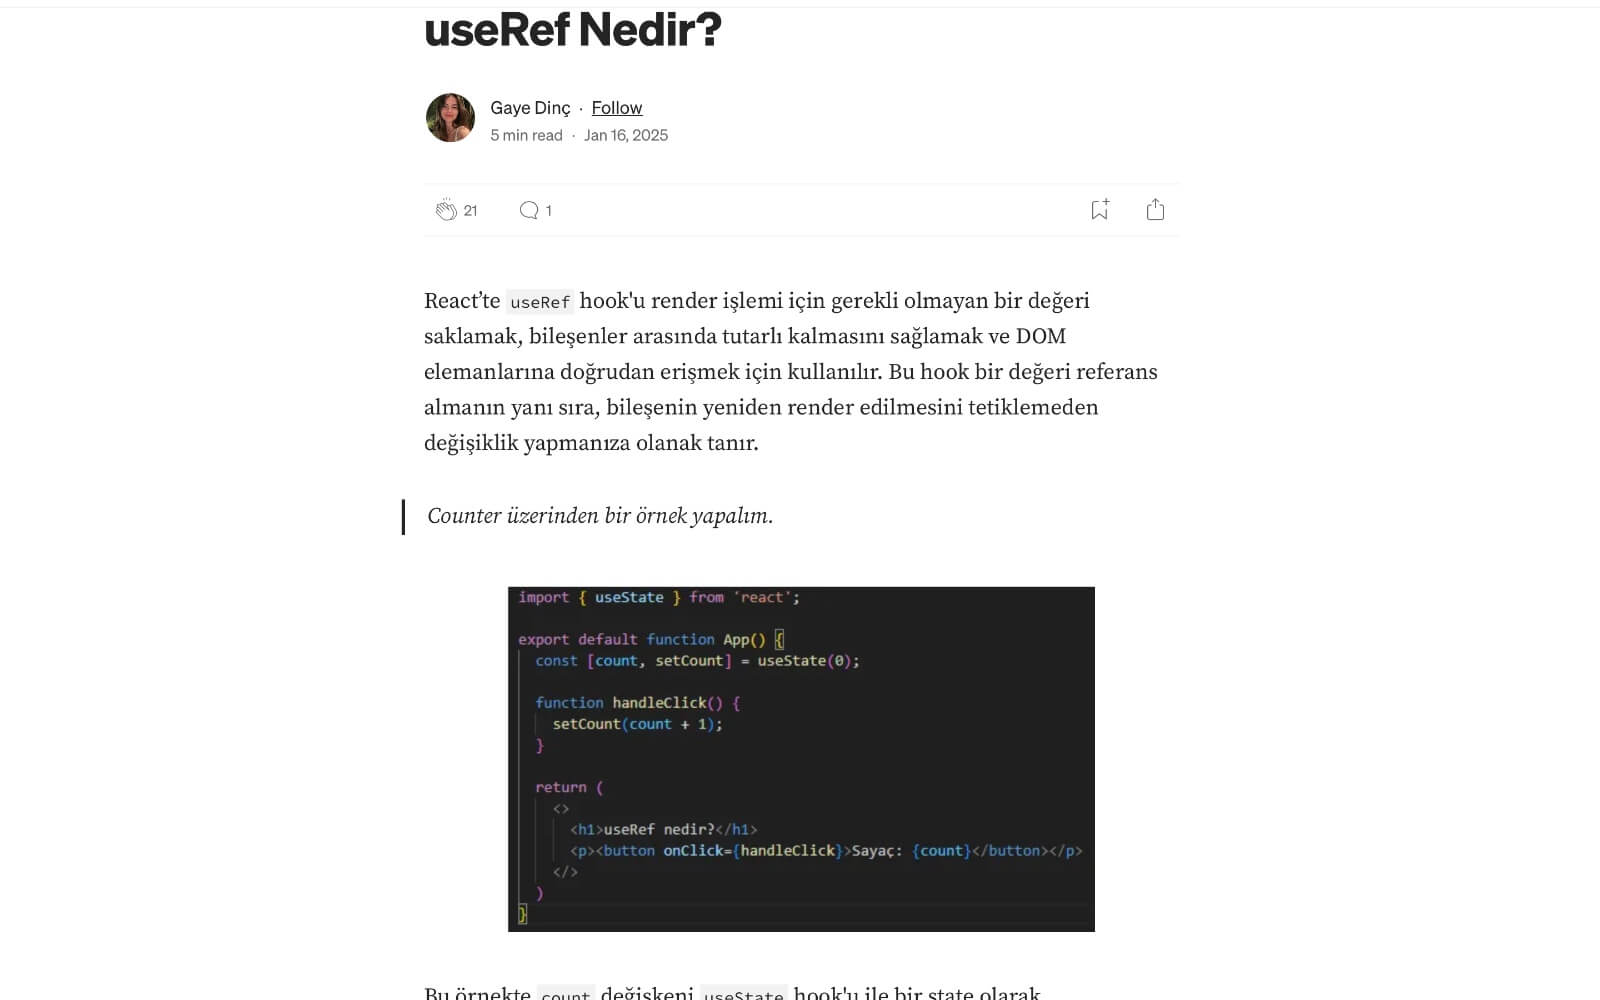 useRef Nedir?
Gaye Dinç · Follow
5 min read · Jan 16, 2025
21 1
React’te useRef hook'u render işlemi için gerekli olmayan bir değeri
saklamak, bileşenler arasında tutarlı kalmasını sağlamak ve DOM
elemanlarına doğrudan erişmek için kullanılır. Bu hook bir değeri referans
almanın yanı sıra, bileşenin yeniden render edilmesini tetiklemeden
değişiklik yapmanıza olanak tanır.
Counter üzerinden bir örnek yapalım.
import { useState } from ‘react’;
export default function App() {
const [count, setCount] = useState(0);
function handleClick() {
setCount(count + 1);
}
return (
<>
<h1>useRef nedir?</h1>
<p><button onClick={handleClick}>Sayaç: {count}</button></p>
</>
)
}
Bu örnekte count değişkeni useState hook'u ile bir state olarak